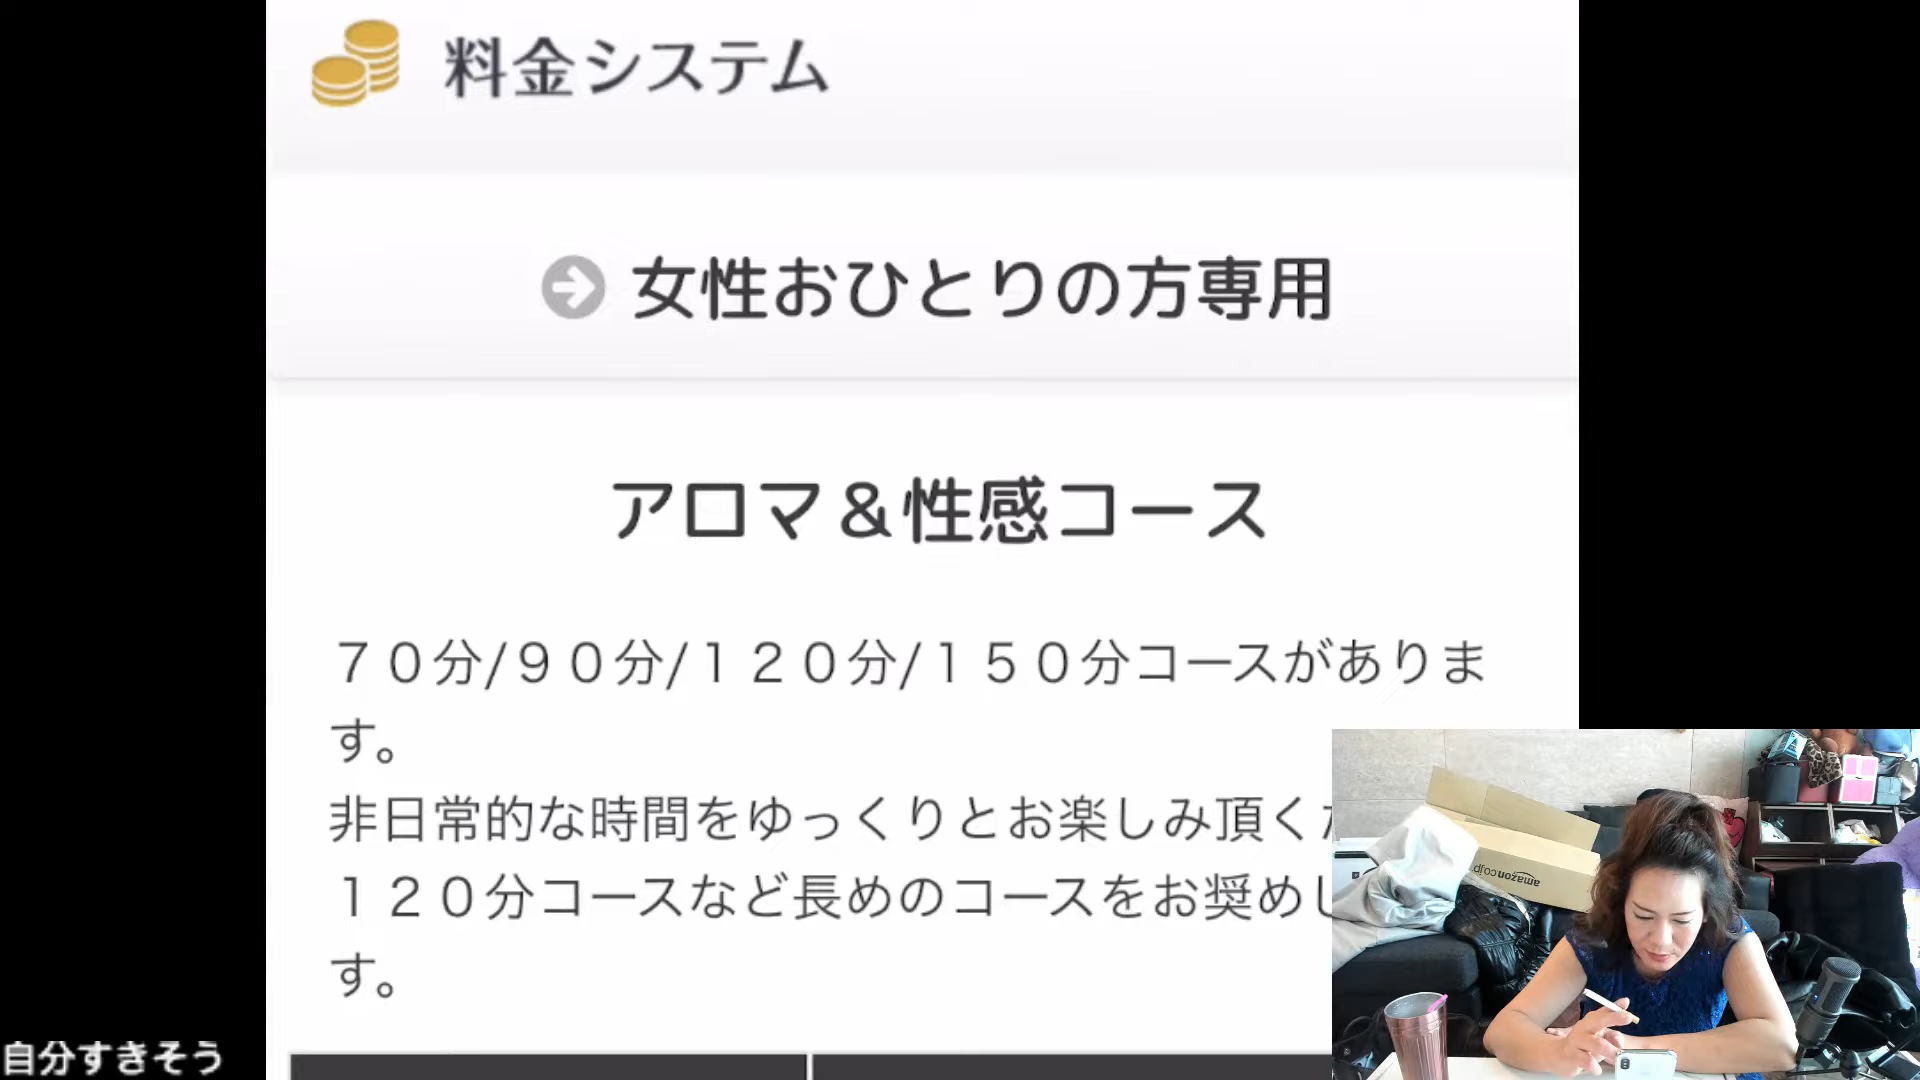 料金システム
女性おひとりの方専用
アロマ&性感コース
70分/90分/120分/150分コースがありま
す。
非日常的な時間をゆっくりとお楽しみ頂く
120分コースなど長めのコースをお奨めし
す。
amazon.co.jp
自分すきそう